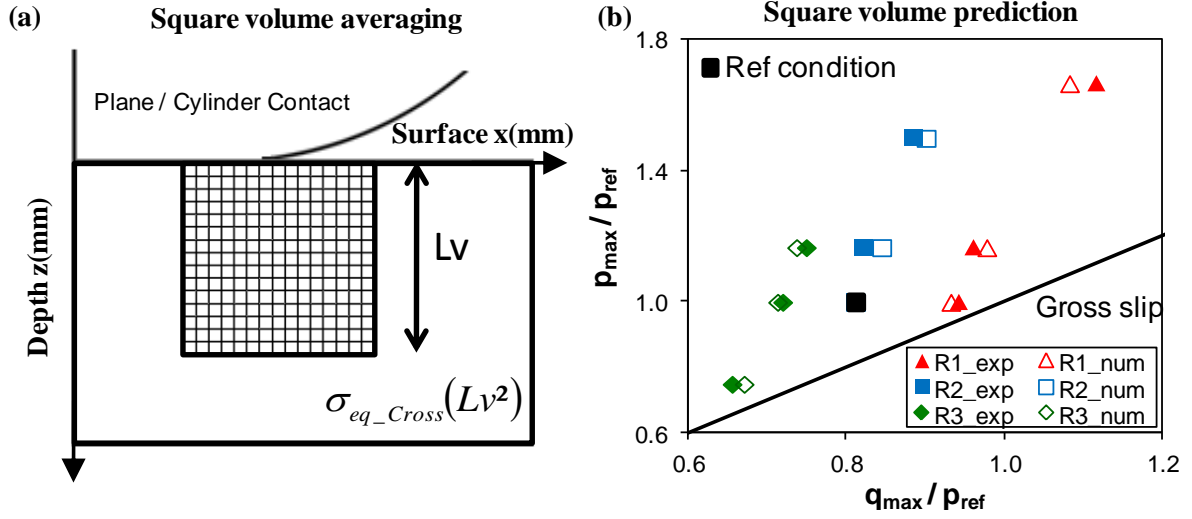 (a) Square volume averaging
Plane / Cylinder Contact
Surface x(mm)
Depth z(mm)
Lv
σeq_Cross(Lv²)
(b) Square volume prediction
pmax / pref
1.8
1.4
1.0
0.6
Ref condition
Gross slip
R1_exp R1_num
R2_exp R2_num
R3_exp R3_num
0.6 0.8 1.0 1.2
qmax / pref